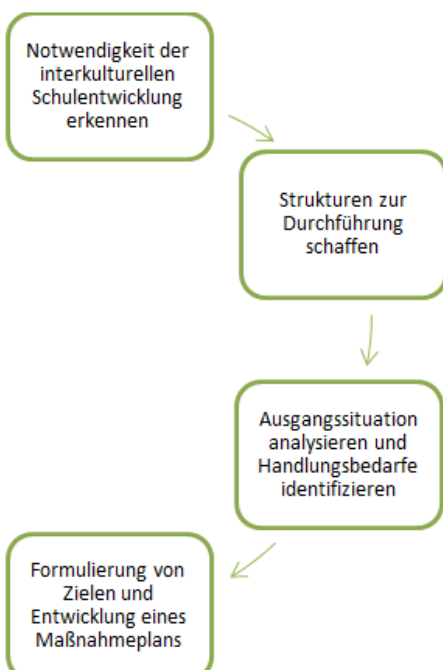 Notwendigkeit der
interkulturellen
Schulentwicklung
erkennen
Strukturen zur
Durchführung
schaffen
Ausgangssituation
analysieren und
Handlungsbedarfe
identifizieren
Formulierung von
Zielen und
Entwicklung eines
Maßnahmeplans